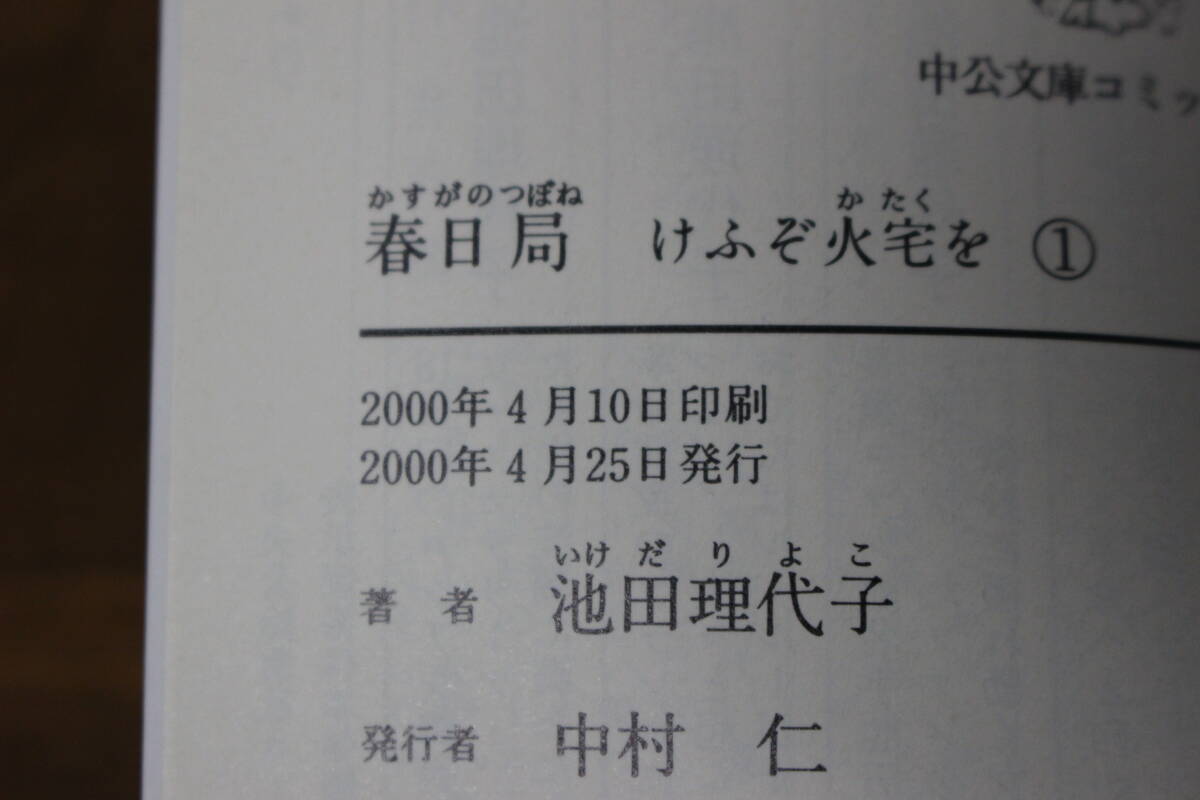 中公文庫コミッ
かすがのつぼね かたく
春日局 けふぞ火宅を ①
2000年4月10日印刷
2000年4月25日発行
いけだりよこ
著者 池田理代子
発行者 中村 仁